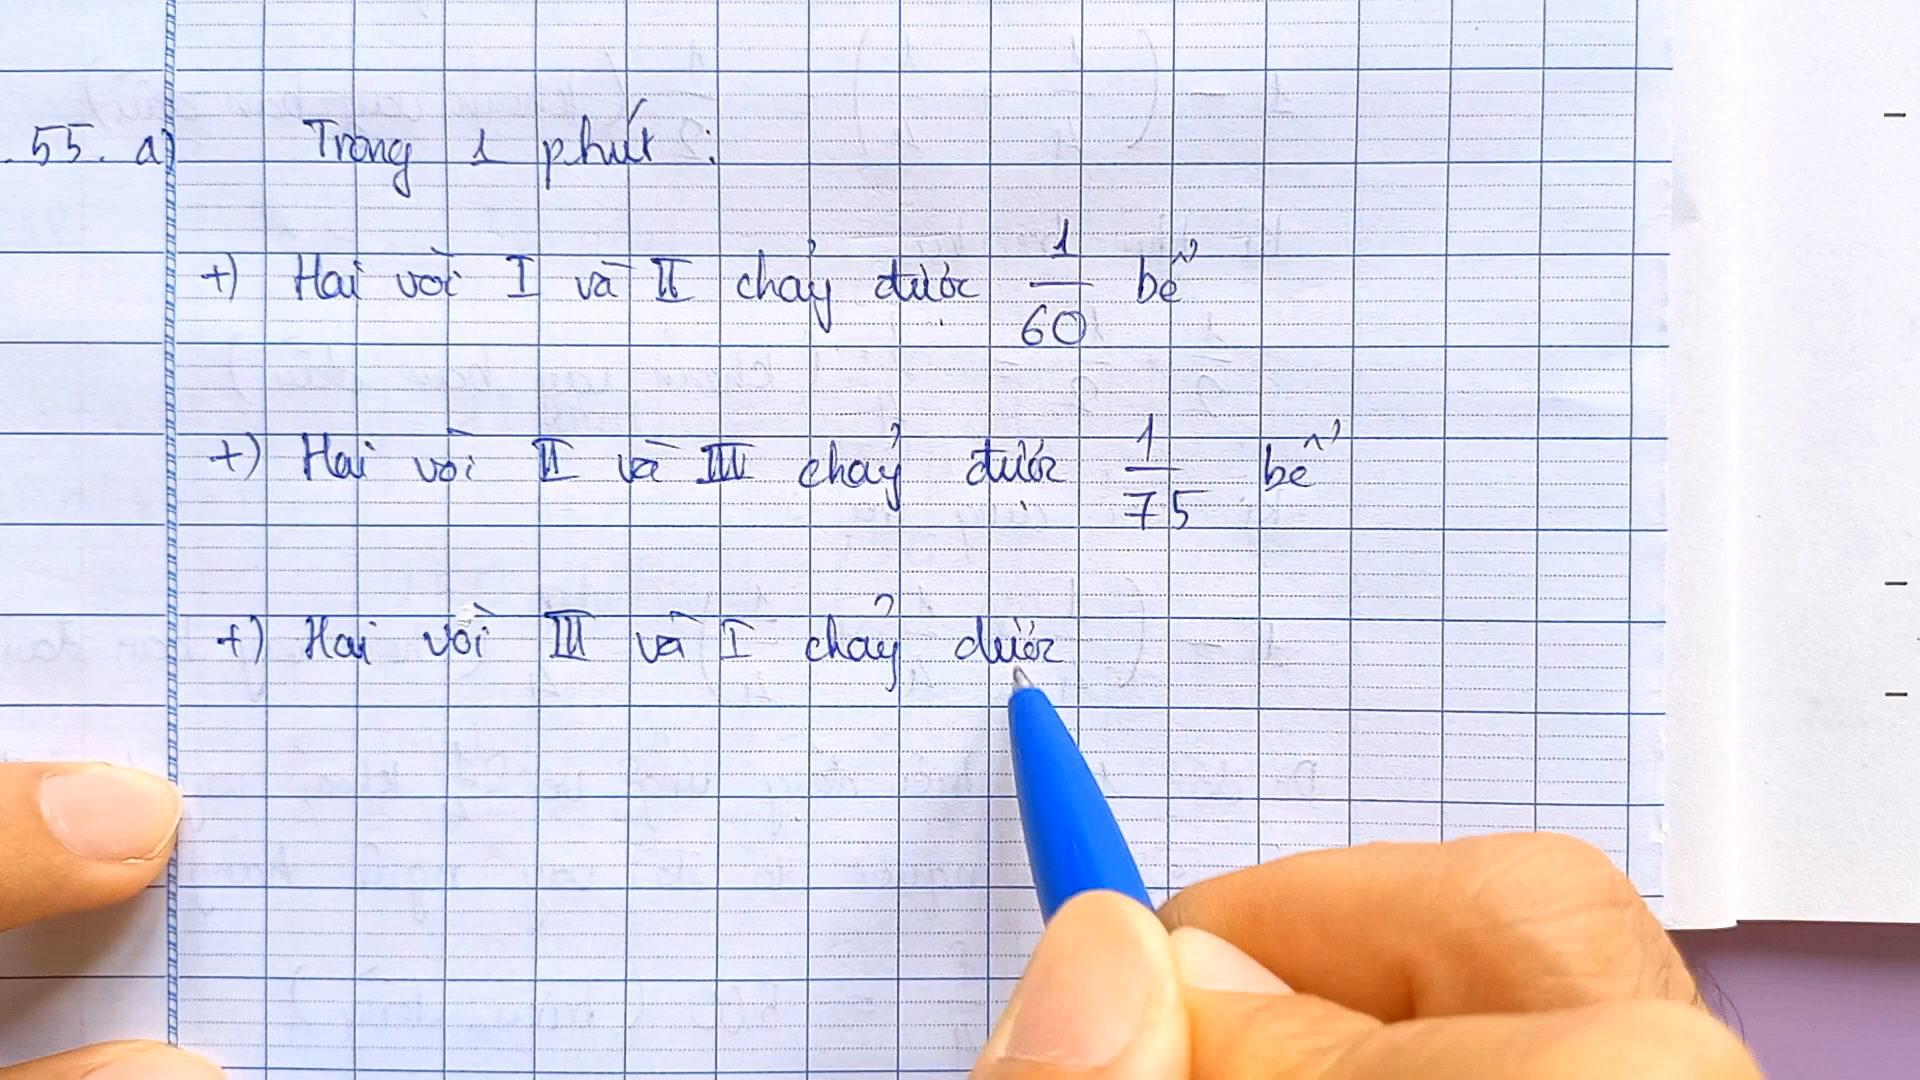 .55. a) Trong 1 phút :
+) Hai vòi I và II chảy được 1/60 bể
+) Hai vòi II và III chảy được 1/75 bể
+) Hai vòi III và I chảy được